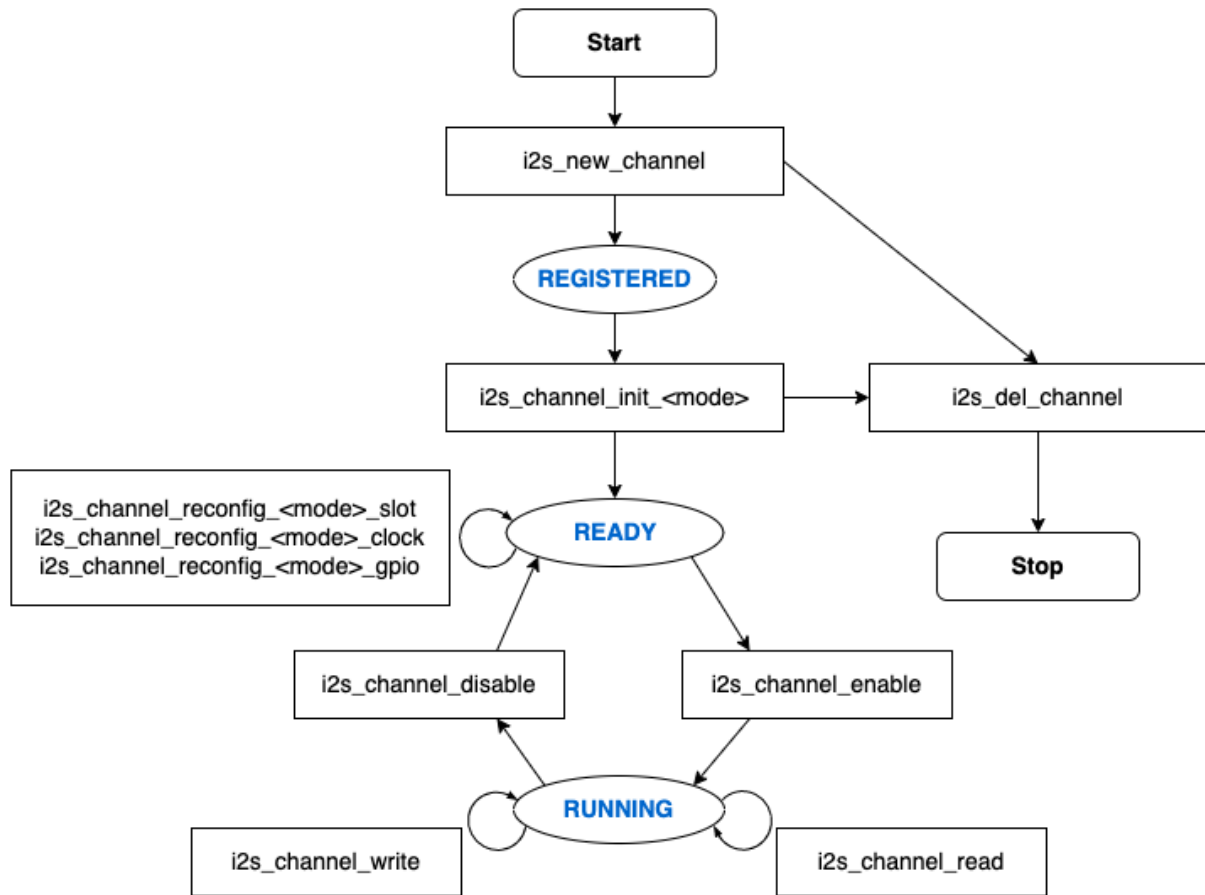 Start
i2s_new_channel
REGISTERED
i2s_channel_init_<mode>
i2s_del_channel
i2s_channel_reconfig_<mode>_slot
i2s_channel_reconfig_<mode>_clock
i2s_channel_reconfig_<mode>_gpio
READY
Stop
i2s_channel_disable
i2s_channel_enable
RUNNING
i2s_channel_write
i2s_channel_read